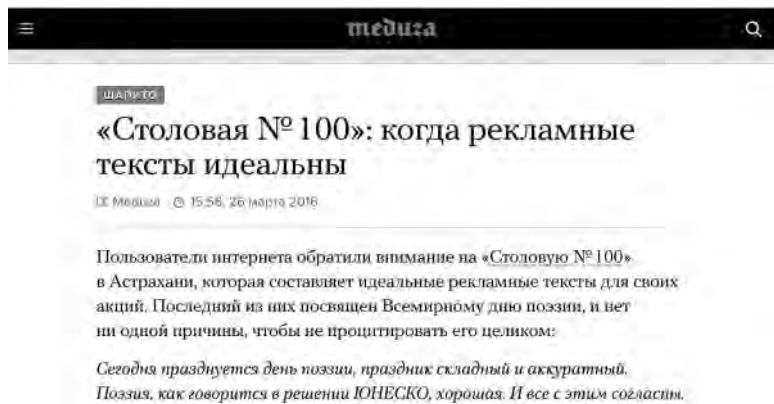 meduza
ШАПИТО
«Столовая № 100»: когда рекламные
тексты идеальны
Meduza 15:56, 26 марта 2016
Пользователи интернета обратили внимание на «Столовую № 100»
в Астрахани, которая составляет идеальные рекламные тексты для своих
акций. Последний из них посвящен Всемирному дню поэзии, и нет
ни одной причины, чтобы не процитировать его целиком:
Сегодня празднуется день поэзии, праздник складный и аккуратный.
Поэзия, как говорится в решении ЮНЕСКО, хорошая. И все с этим согласны.